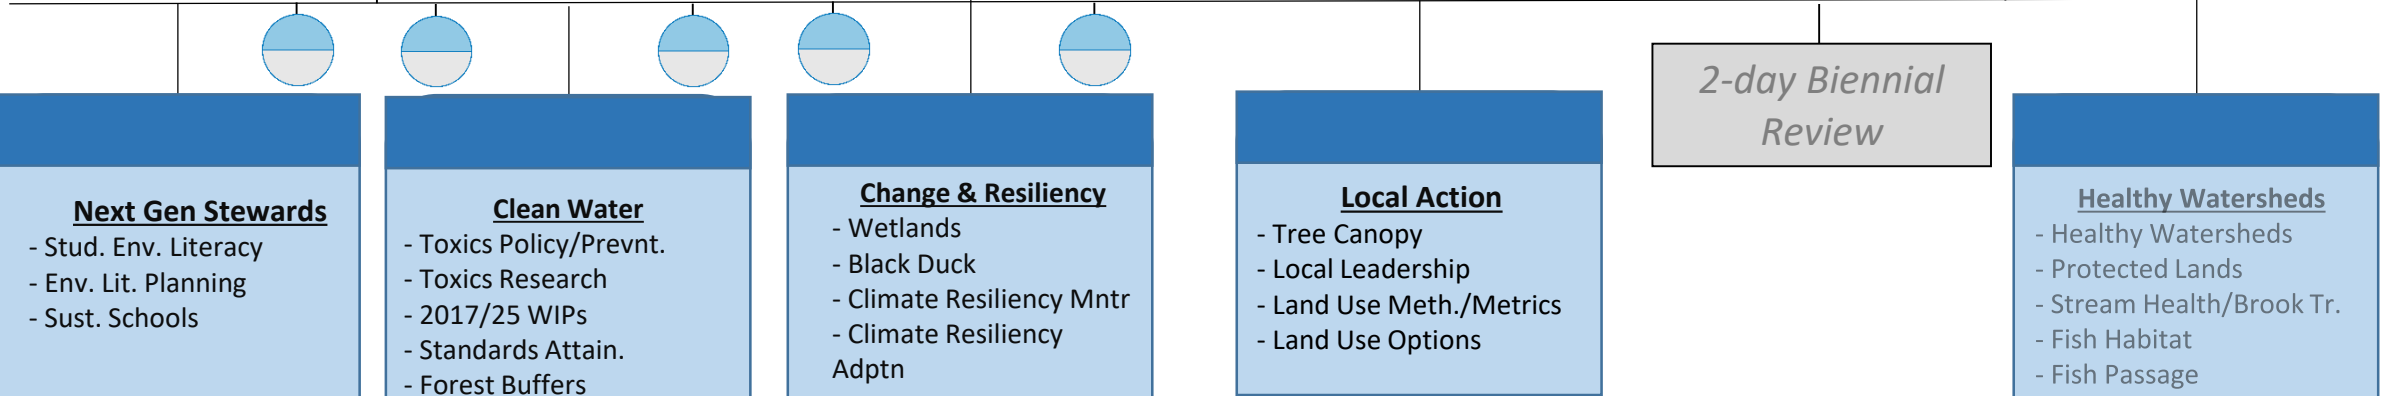 Next Gen Stewards
- Stud. Env. Literacy
- Env. Lit. Planning
- Sust. Schools
Clean Water
- Toxics Policy/Prevnt.
- Toxics Research
- 2017/25 WIPs
- Standards Attain.
- Forest Buffers
Change & Resiliency
- Wetlands
- Black Duck
- Climate Resiliency Mntr
- Climate Resiliency
Adptn
Local Action
- Tree Canopy
- Local Leadership
- Land Use Meth./Metrics
- Land Use Options
2-day Biennial
Review
Healthy Watersheds
- Healthy Watersheds
- Protected Lands
- Stream Health/Brook Tr.
- Fish Habitat
- Fish Passage